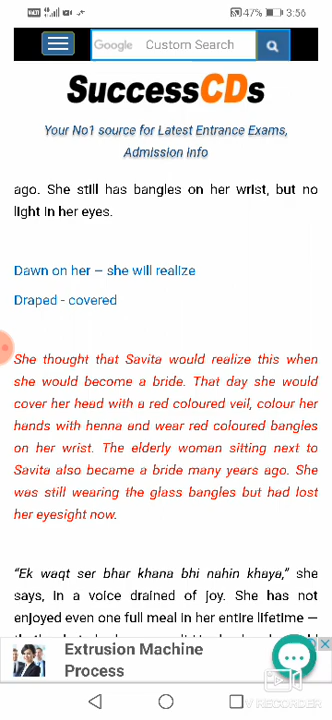 47% 3:56
Google Custom Search
SuccessCDs
Your No1 source for Latest Entrance Exams,
Admission info
ago. She still has bangles on her wrist, but no
light in her eyes.
Dawn on her – she will realize
Draped - covered
She thought that Savita would realize this when
she would become a bride. That day she would
cover her head with a red coloured veil, colour her
hands with henna and wear red coloured bangles
on her wrist. The elderly woman sitting next to
Savita also became a bride many years ago. She
was still wearing the glass bangles but had lost
her eyesight now.
“Ek waqt ser bhar khana bhi nahin khaya,” she
says, in a voice drained of joy. She has not
enjoyed even one full meal in her entire lifetime —
Extrusion Machine
Process
RECORDER